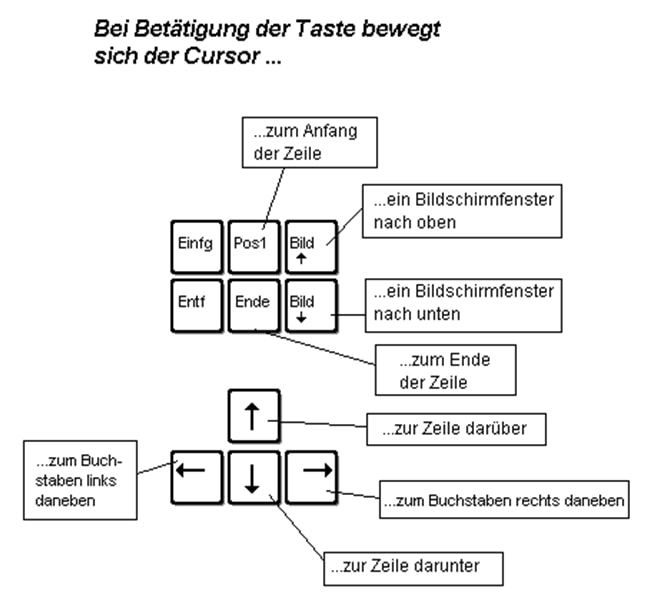 Bei Betätigung der Taste bewegt
sich der Cursor ...
...zum Anfang
der Zeile
...ein Bildschirmfenster
nach oben
Einfg
Pos1
Bild
↑
Entf
Ende
Bild
↓
...ein Bildschirmfenster
nach unten
...zum Ende
der Zeile
↑
...zur Zeile darüber
...zum Buch-
staben links
daneben
←
↓
→
...zum Buchstaben rechts daneben
...zur Zeile darunter